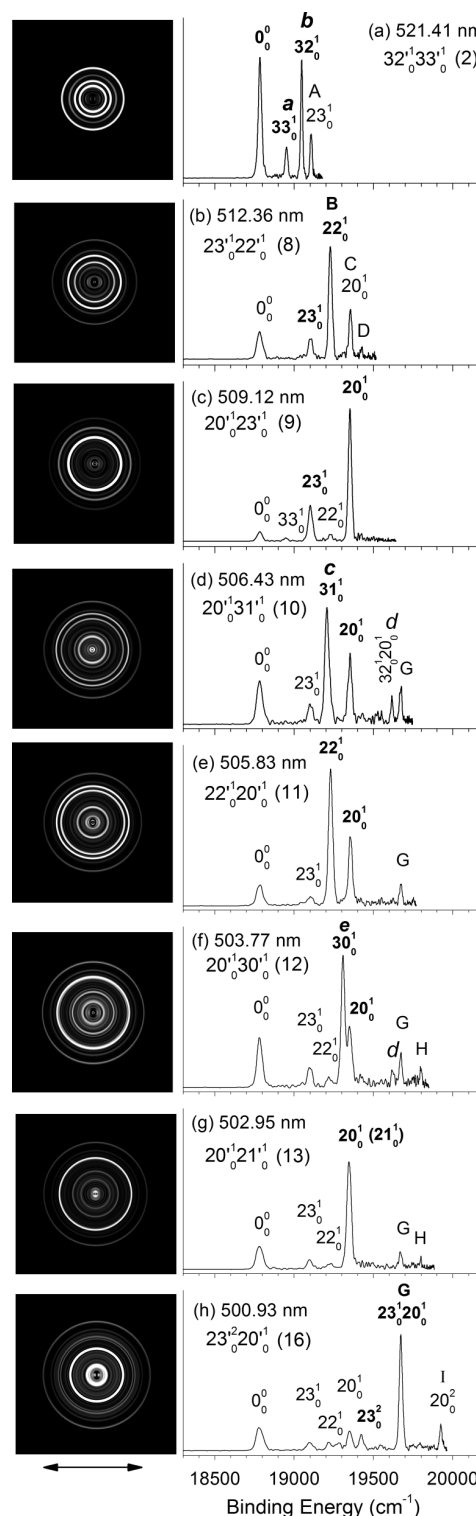 (a) 521.41 nm
32'¹₀33'¹₀ (2)
0⁰₀
a
33¹₀
b
32¹₀
A
23¹₀
(b) 512.36 nm
23'¹₀22'¹₀ (8)
0⁰₀
23¹₀
B
22¹₀
C
20¹₀
D
(c) 509.12 nm
20'¹₀23'¹₀ (9)
0⁰₀
33¹₀
23¹₀
22¹₀
20¹₀
(d) 506.43 nm
20'¹₀31'¹₀ (10)
0⁰₀
23¹₀
c
31¹₀
20¹₀
32¹₀20¹₀
d
G
(e) 505.83 nm
22'¹₀20'¹₀ (11)
0⁰₀
23¹₀
22¹₀
20¹₀
G
(f) 503.77 nm
20'¹₀30'¹₀ (12)
0⁰₀
23¹₀
22¹₀
e
30¹₀
20¹₀
d
G
H
(g) 502.95 nm
20'¹₀21'¹₀ (13)
0⁰₀
23¹₀
22¹₀
20¹₀ (21¹₀)
G
H
(h) 500.93 nm
23'²₀20'¹₀ (16)
0⁰₀
23¹₀
22¹₀
20¹₀
23²₀
G
23¹₀20¹₀
I
20²₀
18500 19000 19500 20000
Binding Energy (cm⁻¹)